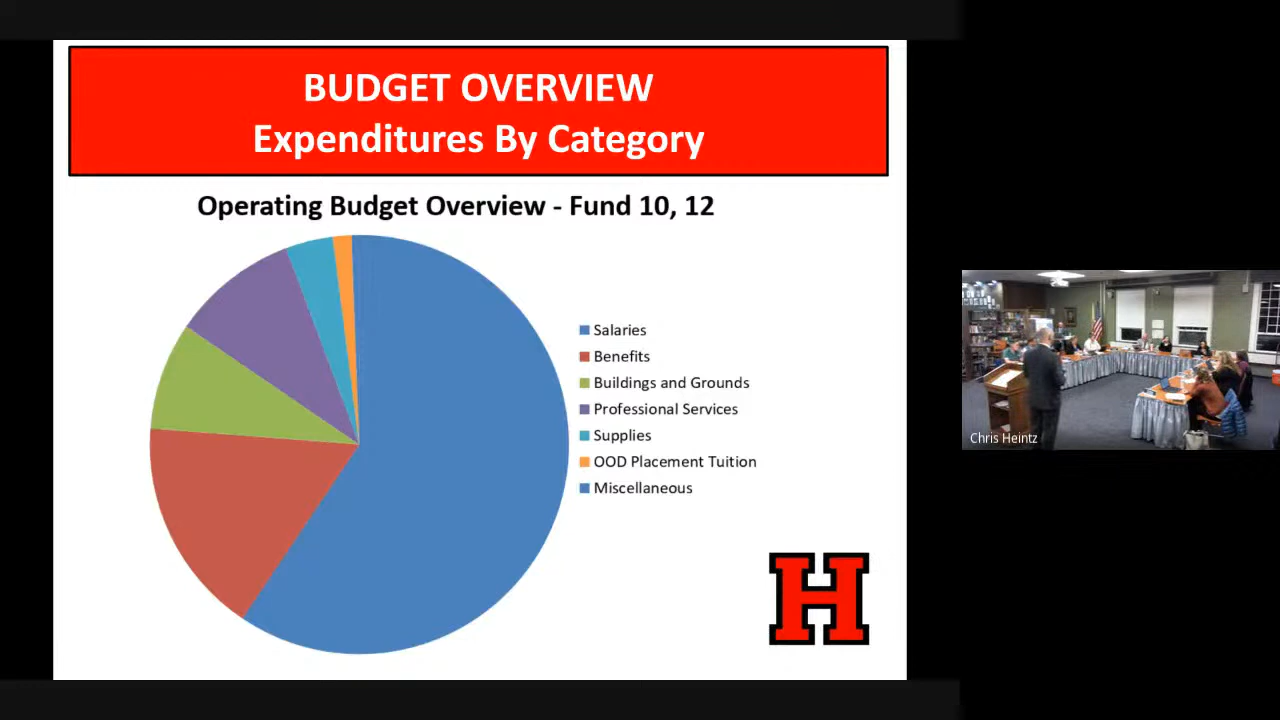 BUDGET OVERVIEW
Expenditures By Category
Operating Budget Overview - Fund 10, 12
Salaries
Benefits
Buildings and Grounds
Professional Services
Supplies
OOD Placement Tuition
Miscellaneous
H
Chris Heintz